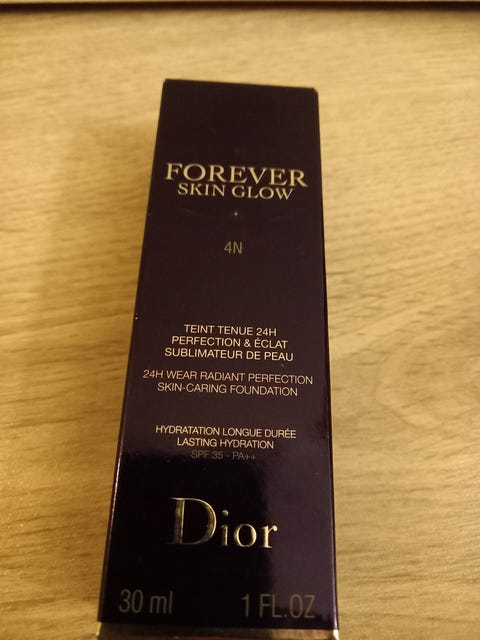 FOREVER
SKIN GLOW
4N
TEINT TENUE 24H
PERFECTION & ÉCLAT
SUBLIMATEUR DE PEAU
24H WEAR RADIANT PERFECTION
SKIN-CARING FOUNDATION
HYDRATATION LONGUE DURÉE
LASTING HYDRATION
SPF 35 - PA++
Dior
30 ml 1 FL.OZ